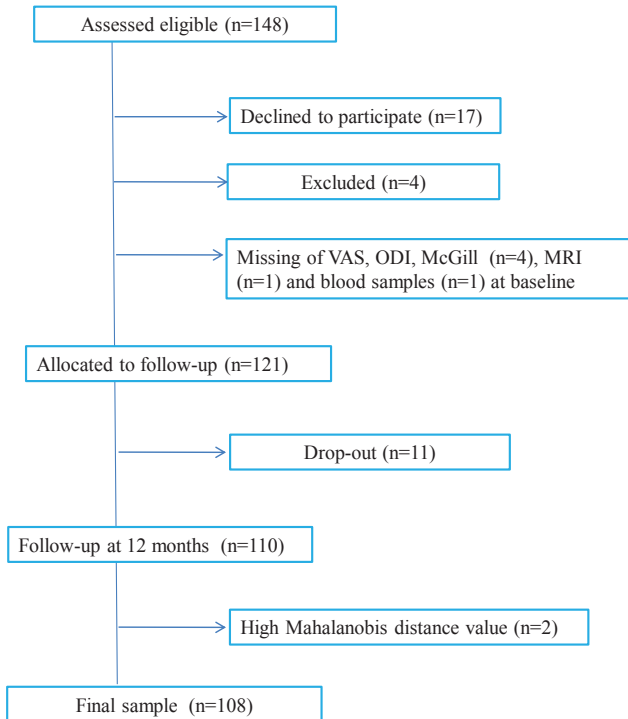 Assessed eligible (n=148)
Declined to participate (n=17)
Excluded (n=4)
Missing of VAS, ODI, McGill (n=4), MRI
(n=1) and blood samples (n=1) at baseline
Allocated to follow-up (n=121)
Drop-out (n=11)
Follow-up at 12 months (n=110)
High Mahalanobis distance value (n=2)
Final sample (n=108)